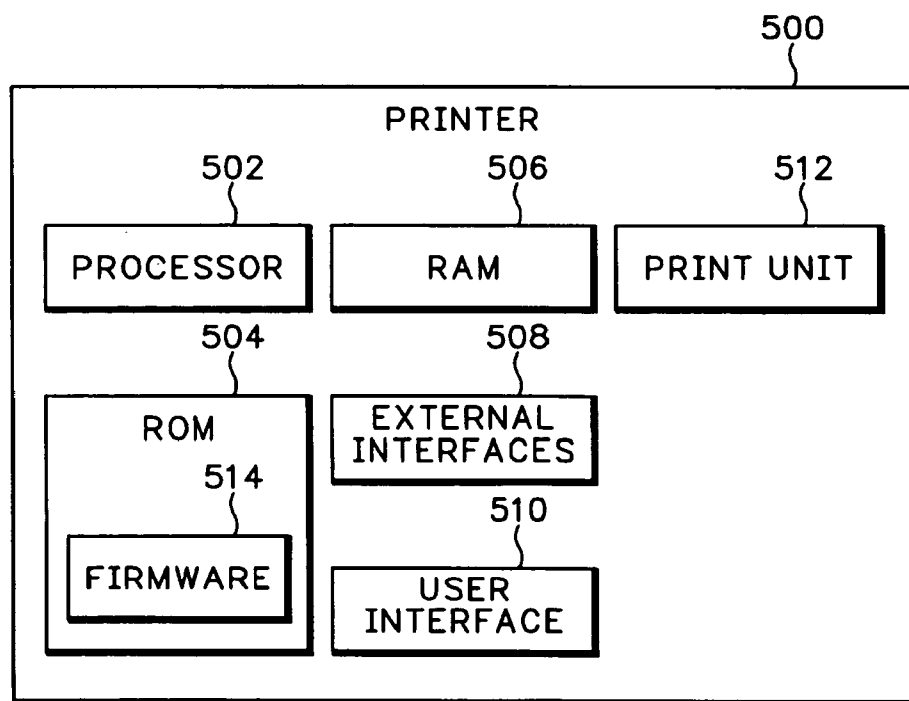 500
PRINTER
502
506
512
PROCESSOR
RAM
PRINT UNIT
504
508
ROM
EXTERNAL
INTERFACES
514
510
FIRMWARE
USER
INTERFACE